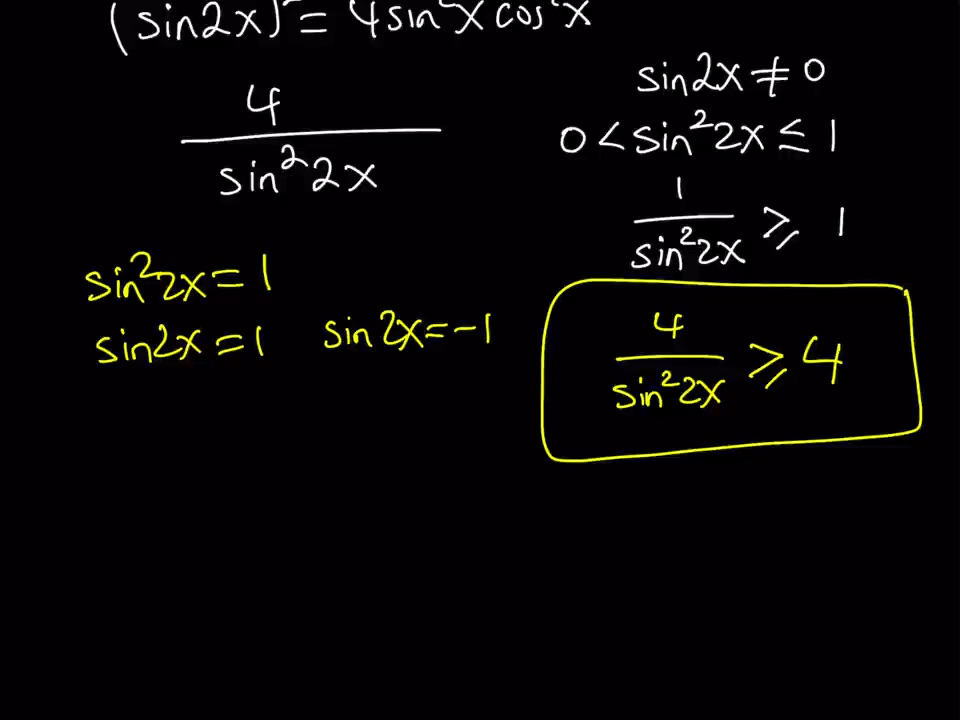 (sin2x)² = 4sin²x cos²x
4
sin²2x
sin2x ≠ 0
0 < sin²2x ≤ 1
1
sin²2x
≥ 1
sin²2x = 1
sin2x = 1 sin2x = -1
4
sin²2x
≥ 4